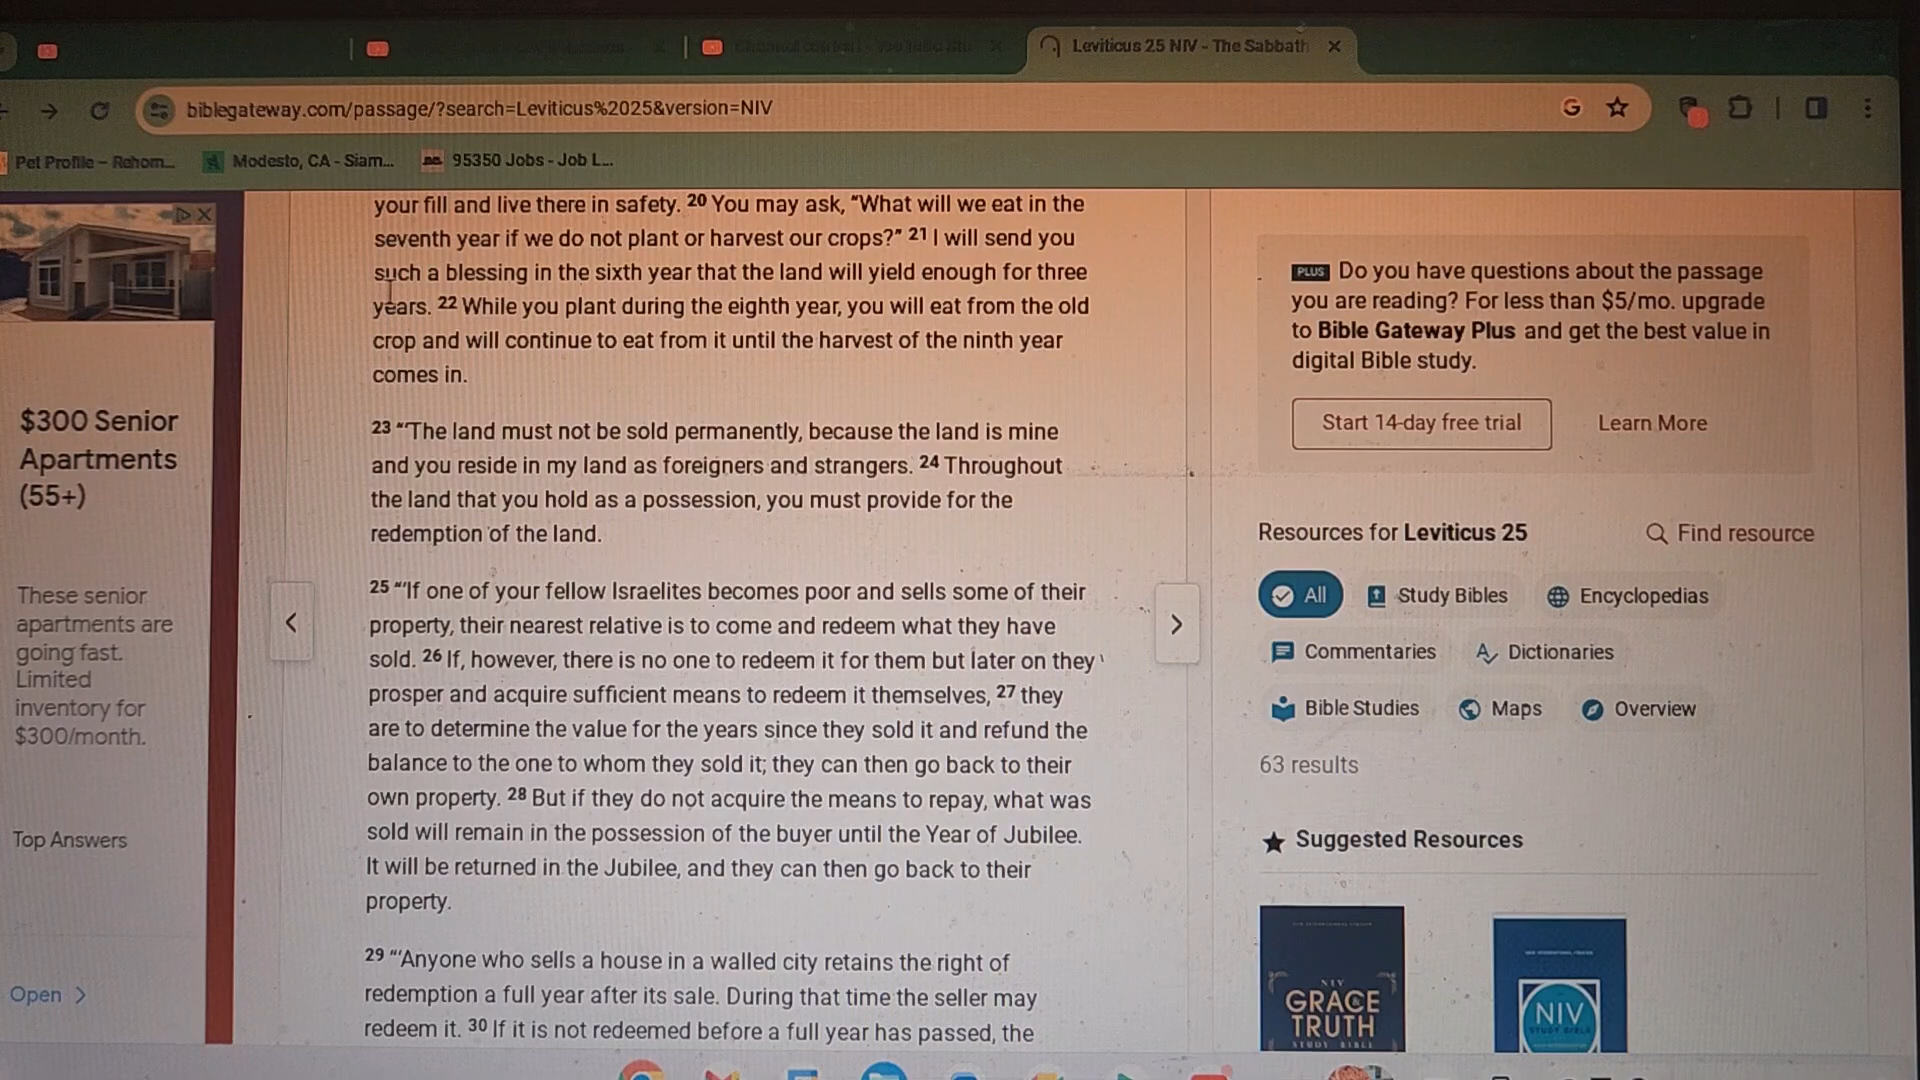 Leviticus 25 NIV - The Sabbath
biblegateway.com/passage/?search=Leviticus%2025&version=NIV
Pet Profile – Rehom...
Modesto, CA - Siam...
95350 Jobs - Job L...
your fill and live there in safety. 20 You may ask, “What will we eat in the
seventh year if we do not plant or harvest our crops?” 21 I will send you
such a blessing in the sixth year that the land will yield enough for three
years. 22 While you plant during the eighth year, you will eat from the old
crop and will continue to eat from it until the harvest of the ninth year
comes in.
23 “‘The land must not be sold permanently, because the land is mine
and you reside in my land as foreigners and strangers. 24 Throughout
the land that you hold as a possession, you must provide for the
redemption of the land.
25 “‘If one of your fellow Israelites becomes poor and sells some of their
property, their nearest relative is to come and redeem what they have
sold. 26 If, however, there is no one to redeem it for them but later on they
prosper and acquire sufficient means to redeem it themselves, 27 they
are to determine the value for the years since they sold it and refund the
balance to the one to whom they sold it; they can then go back to their
own property. 28 But if they do not acquire the means to repay, what was
sold will remain in the possession of the buyer until the Year of Jubilee.
It will be returned in the Jubilee, and they can then go back to their
property.
29 “‘Anyone who sells a house in a walled city retains the right of
redemption a full year after its sale. During that time the seller may
redeem it. 30 If it is not redeemed before a full year has passed, the
$300 Senior
Apartments
(55+)
These senior
apartments are
going fast.
Limited
inventory for
$300/month.
Top Answers
Open
PLUS Do you have questions about the passage
you are reading? For less than $5/mo. upgrade
to Bible Gateway Plus and get the best value in
digital Bible study.
Start 14-day free trial
Learn More
Resources for Leviticus 25
Find resource
All
Study Bibles
Encyclopedias
Commentaries
Dictionaries
Bible Studies
Maps
Overview
63 results
Suggested Resources
NIV
GRACE
TRUTH
STUDY BIBLE
NIV
STUDY BIBLE